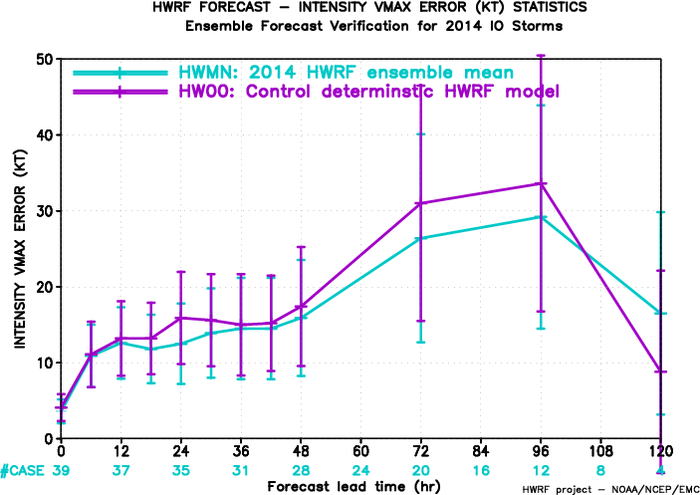 HWRF FORECAST – INTENSITY VMAX ERROR (KT) STATISTICS
Ensemble Forecast Verification for 2014 IO Storms
HWMN: 2014 HWRF ensemble mean
HW00: Control determinstic HWRF model
INTENSITY VMAX ERROR (KT)
50
40
30
20
10
0
0 12 24 36 48 60 72 84 96 108 120
#CASE 39 37 35 31 28 24 20 16 12 8 4
Forecast lead time (hr)
HWRF project – NOAA/NCEP/EMC